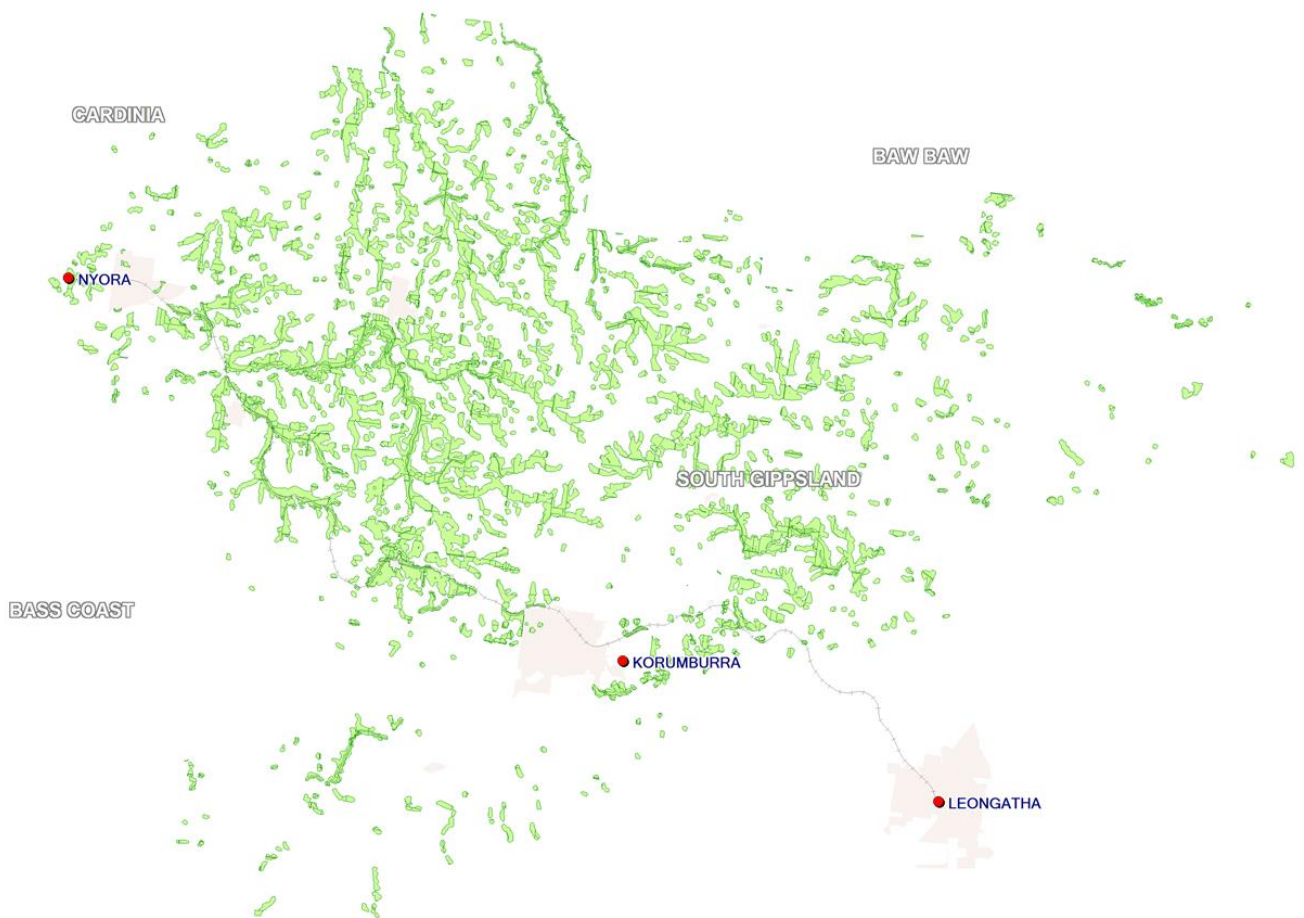 CARDINIA
BAW BAW
NYORA
SOUTH GIPPSLAND
BASS COAST
KORUMBURRA
LEONGATHA